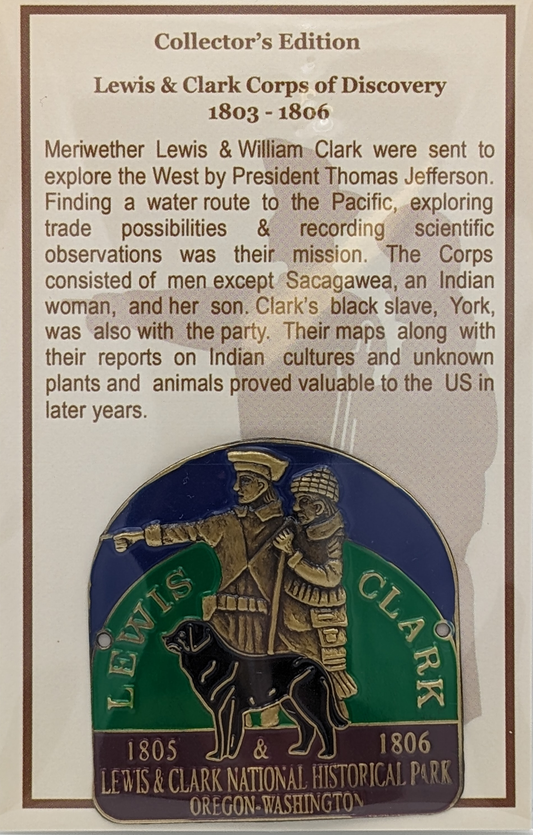 Collector's Edition
Lewis & Clark Corps of Discovery
1803 - 1806
Meriwether Lewis & William Clark were sent to
explore the West by President Thomas Jefferson.
Finding a water route to the Pacific, exploring
trade possibilities & recording scientific
observations was their mission. The Corps
consisted of men except Sacagawea, an Indian
woman, and her son. Clark's black slave, York,
was also with the party. Their maps along with
their reports on Indian cultures and unknown
plants and animals proved valuable to the US in
later years.
LEWIS
CLARK
1805 & 1806
LEWIS & CLARK NATIONAL HISTORICAL PARK
OREGON-WASHINGTON